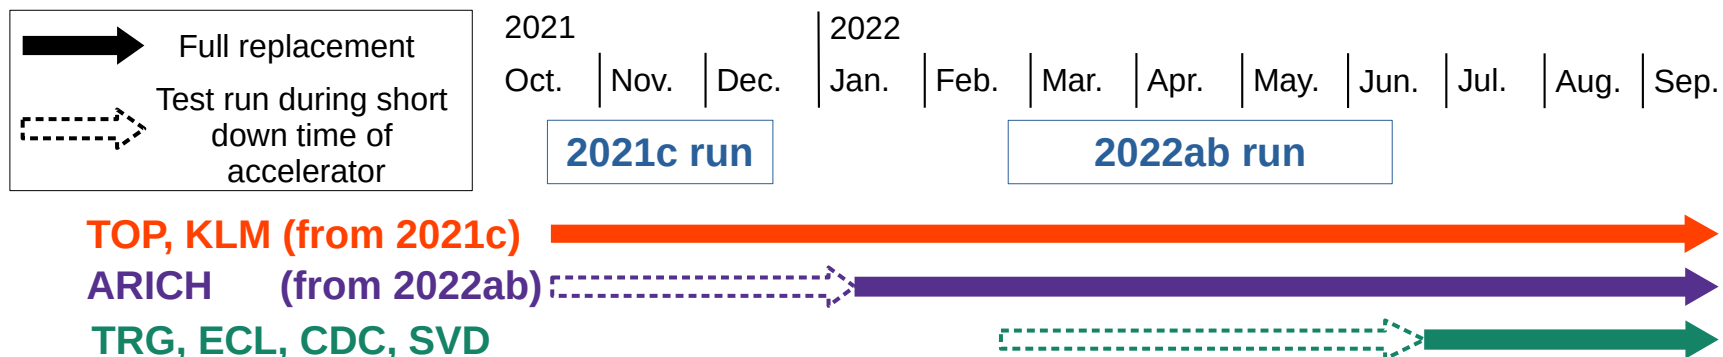 Full replacement
Test run during short
down time of
accelerator
2021 2022
Oct. Nov. Dec. Jan. Feb. Mar. Apr. May. Jun. Jul. Aug. Sep.
2021c run 2022ab run
TOP, KLM (from 2021c)
ARICH (from 2022ab)
TRG, ECL, CDC, SVD